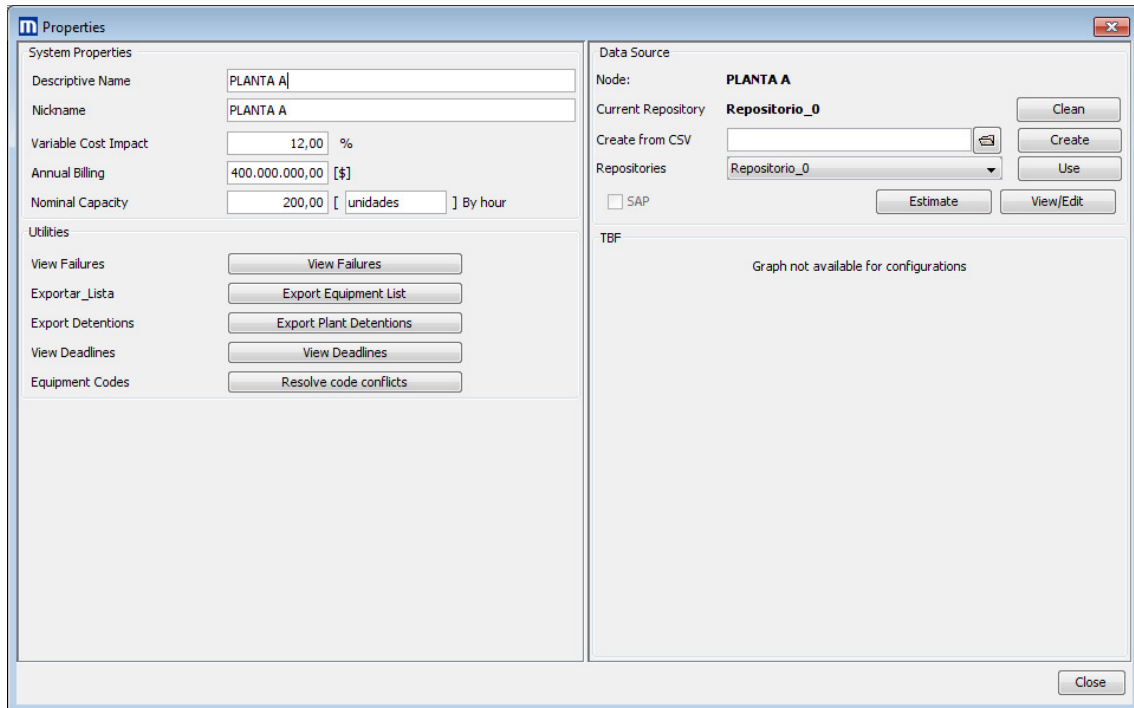 m Properties
System Properties
Descriptive Name PLANTA A
Nickname PLANTA A
Variable Cost Impact 12,00 %
Annual Billing 400.000.000,00 [$]
Nominal Capacity 200,00 [ unidades ] By hour
Utilities
View Failures View Failures
Exportar_Lista Export Equipment List
Export Detentions Export Plant Detentions
View Deadlines View Deadlines
Equipment Codes Resolve code conflicts
Data Source
Node: PLANTA A
Current Repository Repositorio_0 Clean
Create from CSV Create
Repositories Repositorio_0 Use
SAP Estimate View/Edit
TBF
Graph not available for configurations
Close